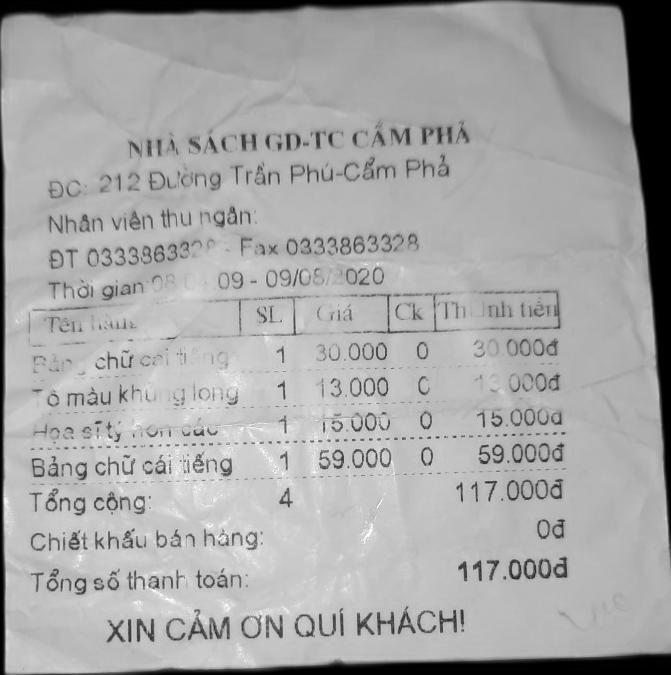 NHÀ SÁCH GD-TC CẨM PHẢ
ĐC: 212 Đường Trần Phú-Cẩm Phả
Nhân viên thu ngân:
ĐT 0333863328 - Fax 0333863328
Thời gian 09 - 09/08/2020
Tên hàng SL Giá Ck Thành tiền
Bảng chữ cái tiếng 1 30.000 0 30.000đ
Tô màu khủng long 1 13.000 0 13.000đ
Họa sĩ tý hon các 1 15.000 0 15.000đ
Bảng chữ cái tiếng 1 59.000 0 59.000đ
Tổng cộng: 4 117.000đ
Chiết khấu bán hàng: 0đ
Tổng số thanh toán: 117.000đ
XIN CẢM ƠN QUÍ KHÁCH!